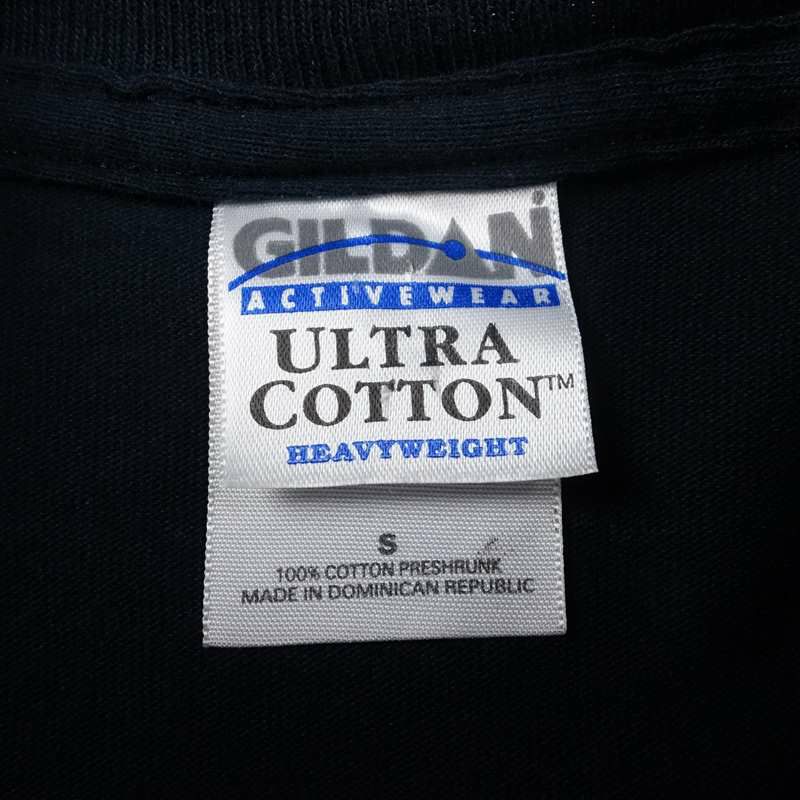 GILDAN
ACTIVEWEAR
ULTRA
COTTON™
HEAVYWEIGHT
S
100% COTTON PRESHRUNK
MADE IN DOMINICAN REPUBLIC